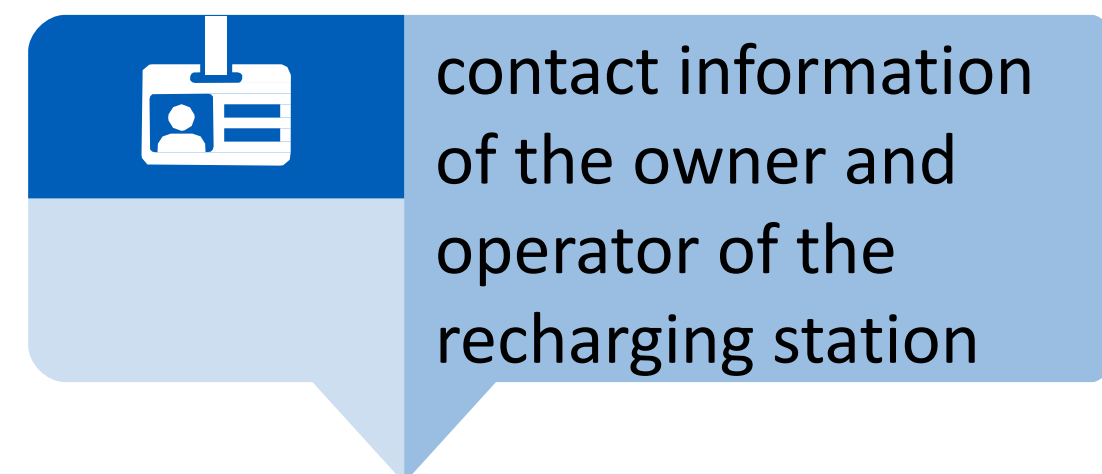 contact information
of the owner and
operator of the
recharging station